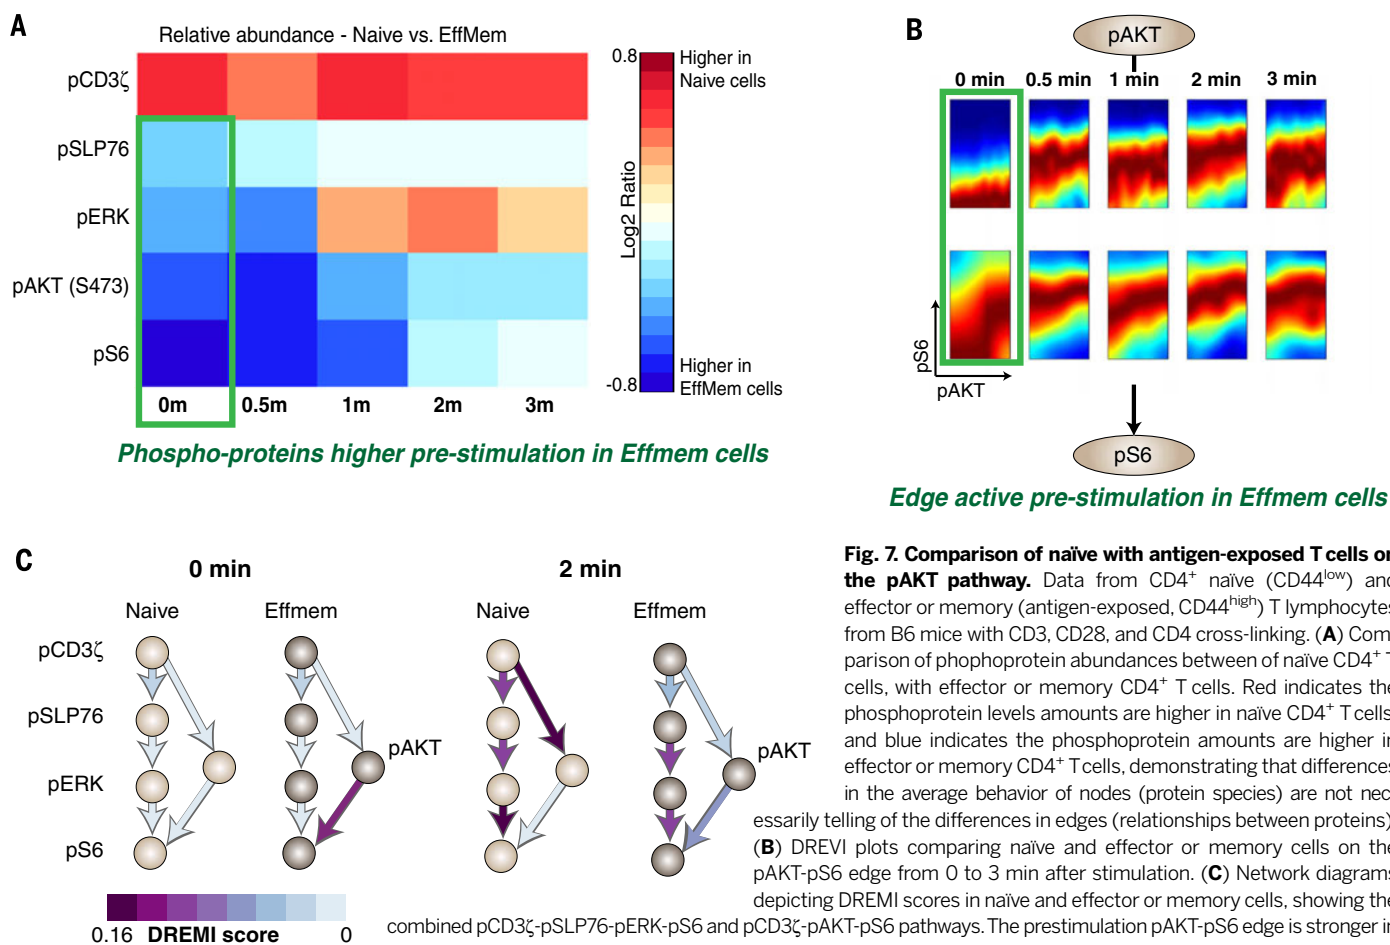 A
Relative abundance - Naive vs. EffMem
pCD3ζ
pSLP76
pERK
pAKT (S473)
pS6
0m 0.5m 1m 2m 3m
0.8
Higher in
Naive cells
Log2 Ratio
Higher in
-0.8
EffMem cells
Phospho-proteins higher pre-stimulation in Effmem cells
B
pAKT
0 min 0.5 min 1 min 2 min 3 min
pS6
pAKT
pS6
Edge active pre-stimulation in Effmem cells
C
0 min 2 min
Naive Effmem Naive Effmem
pCD3ζ
pSLP76
pAKT pAKT
pERK
pS6
0.16 DREMI score 0
Fig. 7. Comparison of naïve with antigen-exposed T cells on
the pAKT pathway. Data from CD4+ naïve (CD44low) and
effector or memory (antigen-exposed, CD44high) T lymphocytes
from B6 mice with CD3, CD28, and CD4 cross-linking. (A) Com
parison of phophoprotein abundances between of naïve CD4+ T
cells, with effector or memory CD4+ T cells. Red indicates the
phosphoprotein levels amounts are higher in naïve CD4+ T cells
and blue indicates the phosphoprotein amounts are higher in
effector or memory CD4+ T cells, demonstrating that differences
in the average behavior of nodes (protein species) are not nec
essarily telling of the differences in edges (relationships between proteins)
(B) DREVI plots comparing naïve and effector or memory cells on the
pAKT-pS6 edge from 0 to 3 min after stimulation. (C) Network diagrams
depicting DREMI scores in naïve and effector or memory cells, showing the
combined pCD3ζ-pSLP76-pERK-pS6 and pCD3ζ-pAKT-pS6 pathways. The prestimulation pAKT-pS6 edge is stronger in